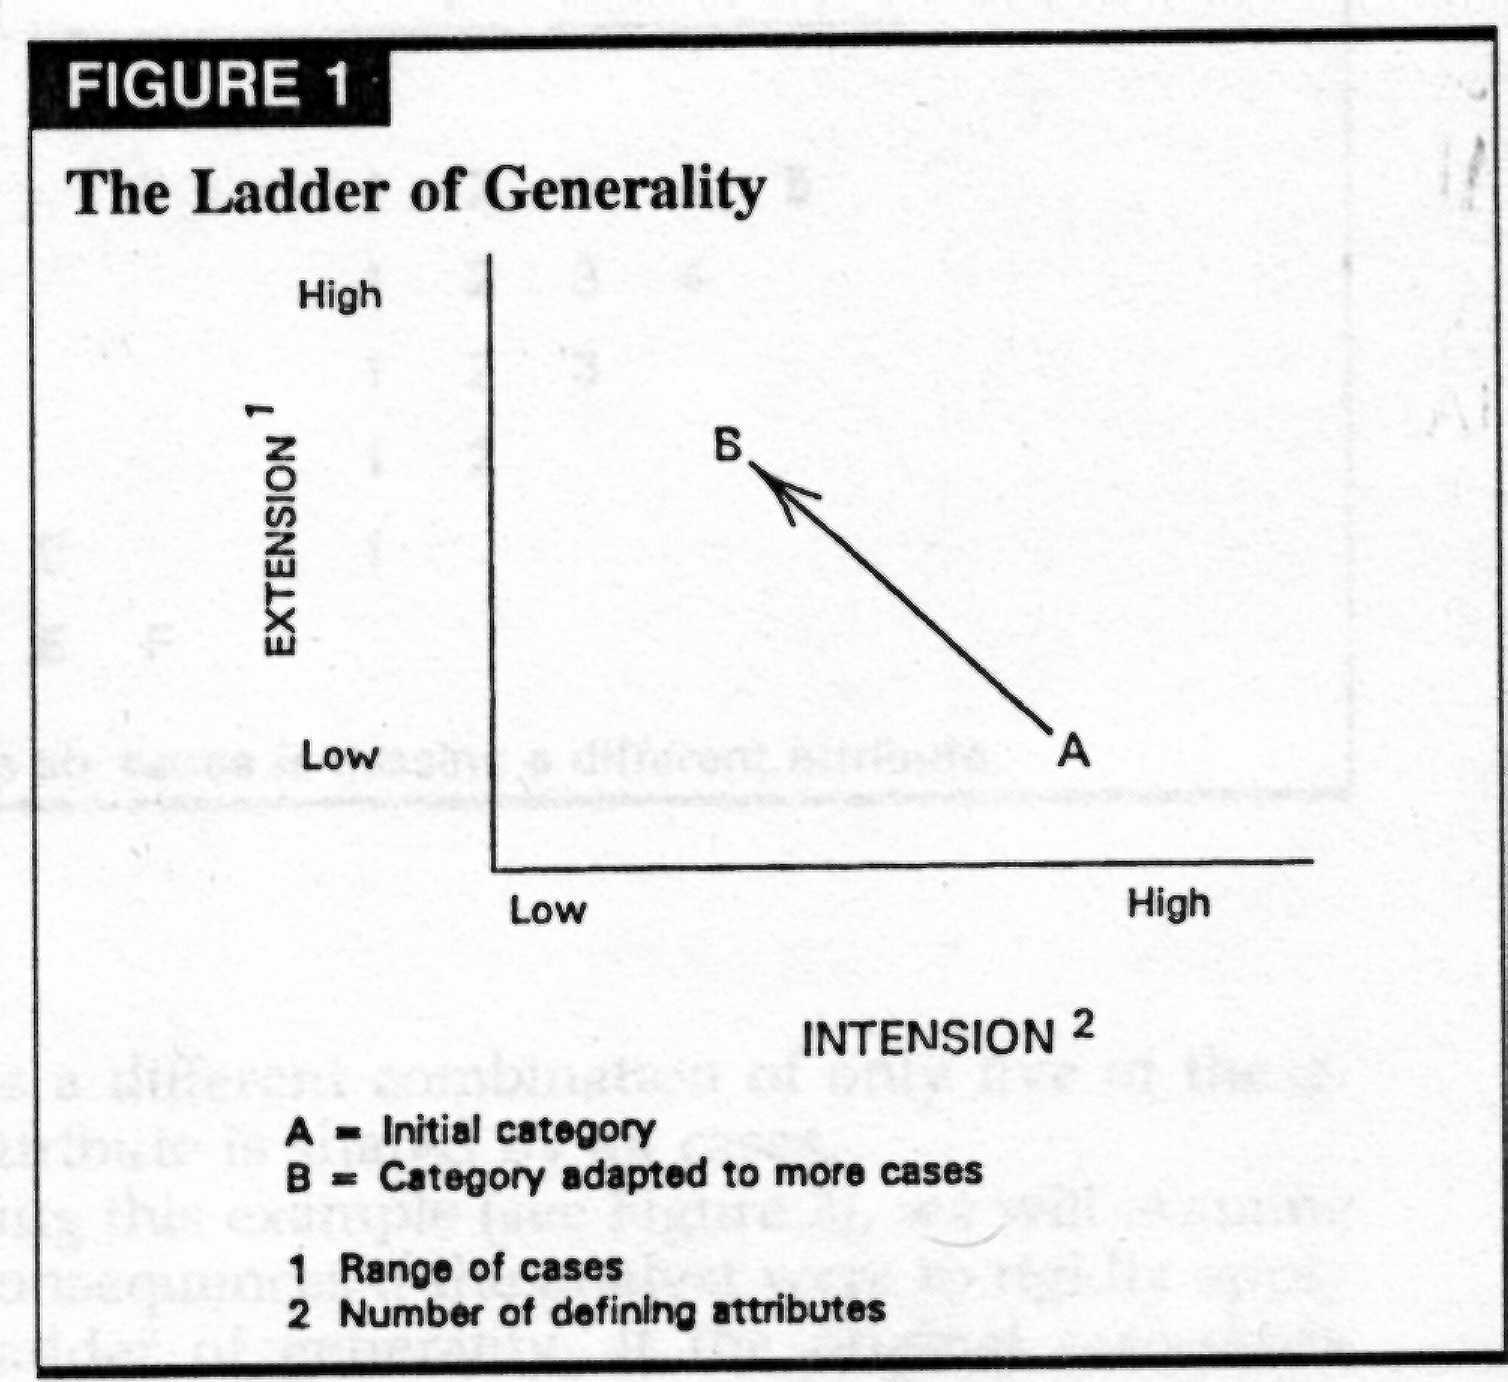 FIGURE 1
The Ladder of Generality
High
EXTENSION 1
B
A
Low
Low
High
INTENSION 2
A = Initial category
B = Category adapted to more cases
1 Range of cases
2 Number of defining attributes